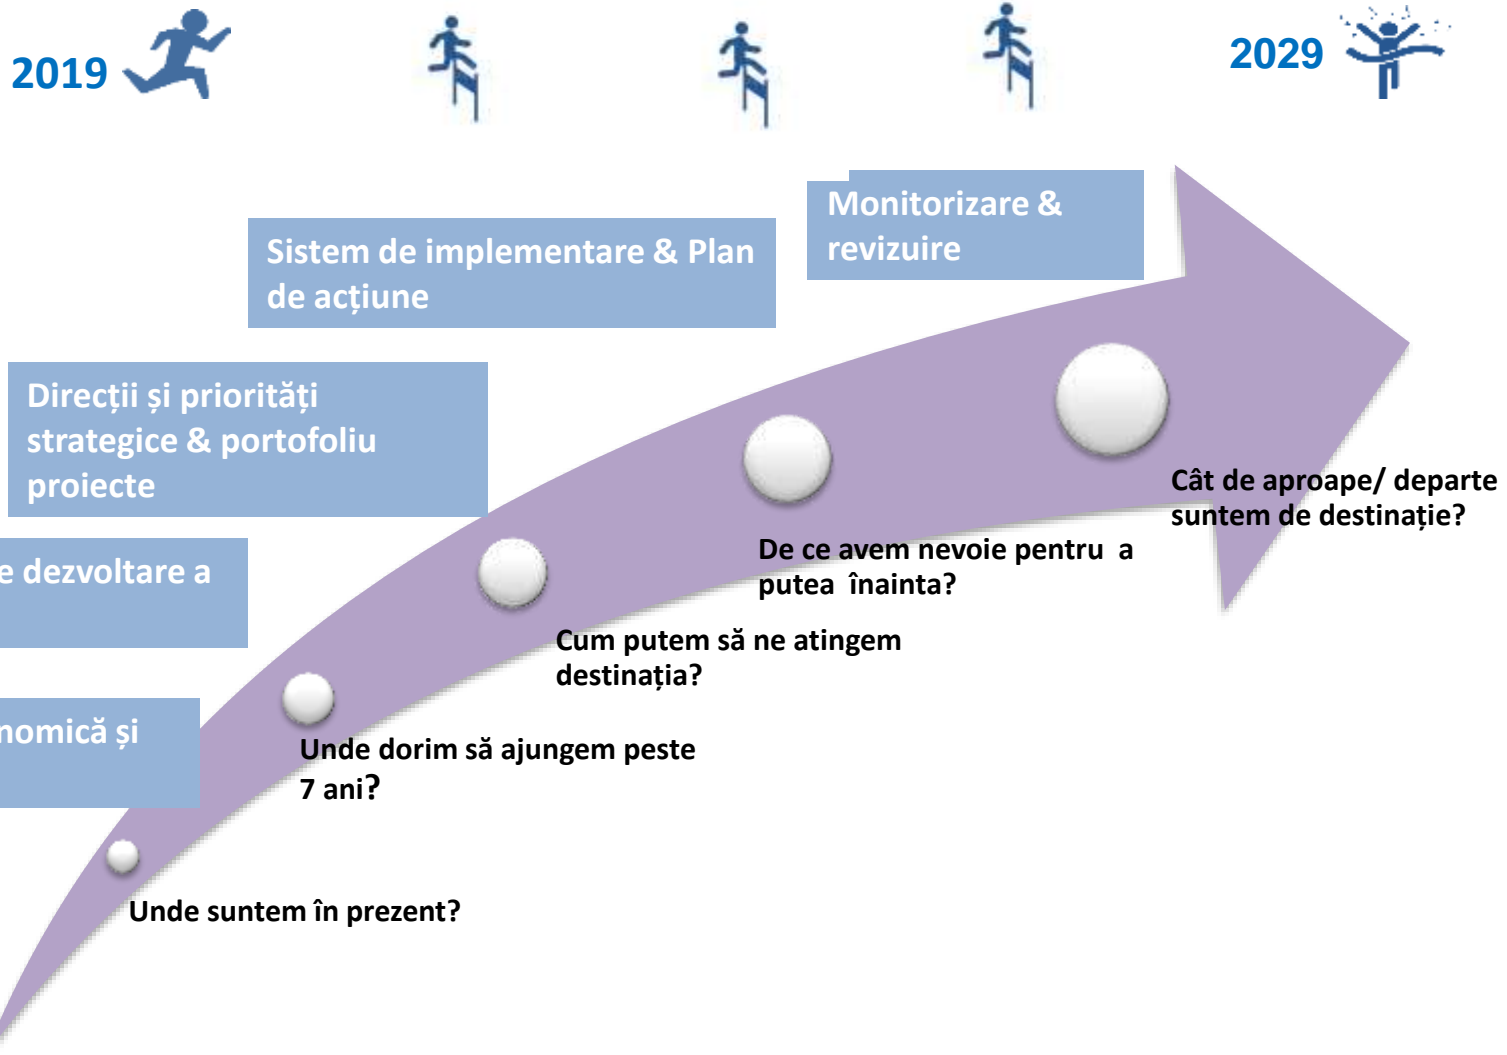 2019
2029
Monitorizare &
revizuire
Sistem de implementare & Plan
de acțiune
Direcții și priorități
strategice & portofoliu
proiecte
Cât de aproape/ departe
suntem de destinație?
De ce avem nevoie pentru a
putea înainta?
e dezvoltare a
Cum putem să ne atingem
destinația?
nomică și
Unde dorim să ajungem peste
7 ani?
Unde suntem în prezent?